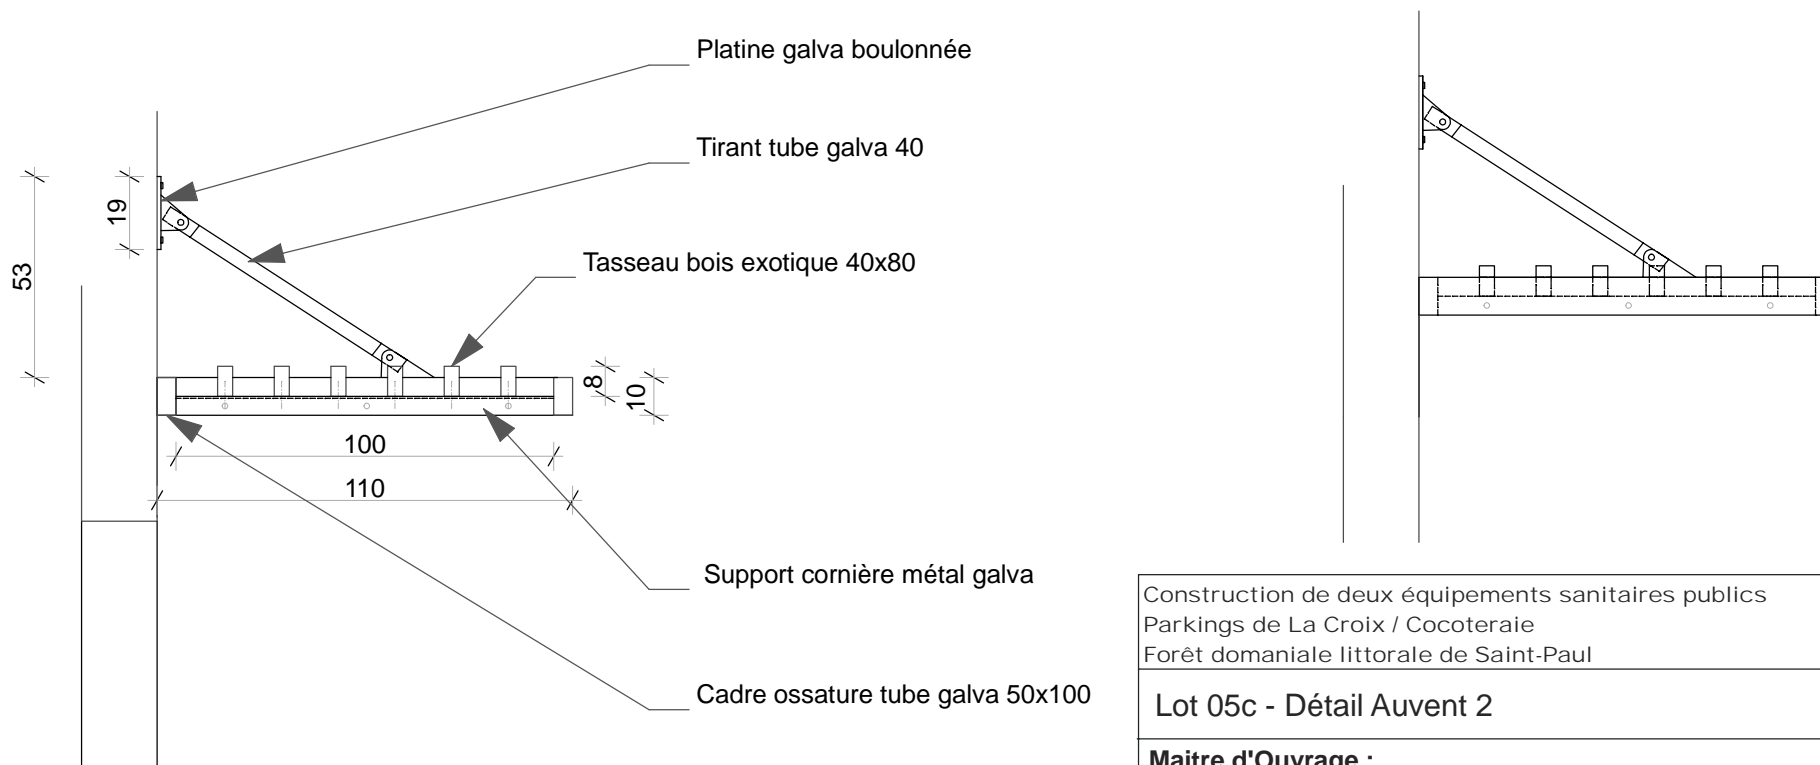 Platine galva boulonnée
Tirant tube galva 40
19
53
Tasseau bois exotique 40x80
8
10
100
110
Support cornière métal galva
Cadre ossature tube galva 50x100
Construction de deux équipements sanitaires publics
Parkings de La Croix / Cocoteraie
Forêt domaniale littorale de Saint-Paul
Lot 05c - Détail Auvent 2
Maitre d'Ouvrage :